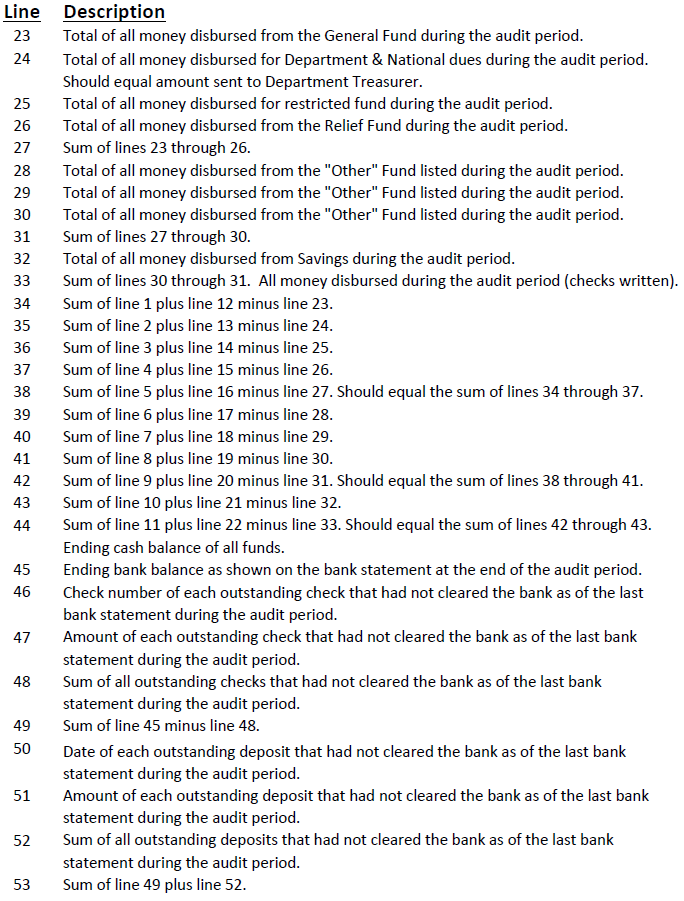 Line Description
23 Total of all money disbursed from the General Fund during the audit period.
24 Total of all money disbursed for Department & National dues during the audit period.
Should equal amount sent to Department Treasurer.
25 Total of all money disbursed for restricted fund during the audit period.
26 Total of all money disbursed from the Relief Fund during the audit period.
27 Sum of lines 23 through 26.
28 Total of all money disbursed from the "Other" Fund listed during the audit period.
29 Total of all money disbursed from the "Other" Fund listed during the audit period.
30 Total of all money disbursed from the "Other" Fund listed during the audit period.
31 Sum of lines 27 through 30.
32 Total of all money disbursed from Savings during the audit period.
33 Sum of lines 30 through 31. All money disbursed during the audit period (checks written).
34 Sum of line 1 plus line 12 minus line 23.
35 Sum of line 2 plus line 13 minus line 24.
36 Sum of line 3 plus line 14 minus line 25.
37 Sum of line 4 plus line 15 minus line 26.
38 Sum of line 5 plus line 16 minus line 27. Should equal the sum of lines 34 through 37.
39 Sum of line 6 plus line 17 minus line 28.
40 Sum of line 7 plus line 18 minus line 29.
41 Sum of line 8 plus line 19 minus line 30.
42 Sum of line 9 plus line 20 minus line 31. Should equal the sum of lines 38 through 41.
43 Sum of line 10 plus line 21 minus line 32.
44 Sum of line 11 plus line 22 minus line 33. Should equal the sum of lines 42 through 43.
Ending cash balance of all funds.
45 Ending bank balance as shown on the bank statement at the end of the audit period.
46 Check number of each outstanding check that had not cleared the bank as of the last
bank statement during the audit period.
47 Amount of each outstanding check that had not cleared the bank as of the last bank
statement during the audit period.
48 Sum of all outstanding checks that had not cleared the bank as of the last bank
statement during the audit period.
49 Sum of line 45 minus line 48.
50 Date of each outstanding deposit that had not cleared the bank as of the last bank
statement during the audit period.
51 Amount of each outstanding deposit that had not cleared the bank as of the last bank
statement during the audit period.
52 Sum of all outstanding deposits that had not cleared the bank as of the last bank
statement during the audit period.
53 Sum of line 49 plus line 52.